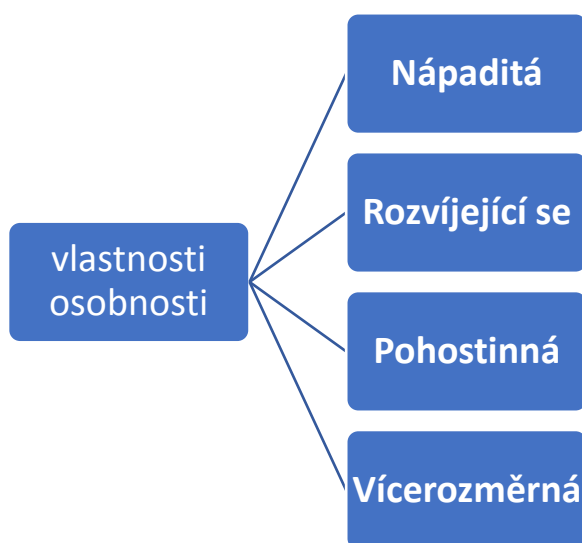 Nápaditá
Rozvíjející se
vlastnosti
osobnosti
Pohostinná
Vícerozměrná